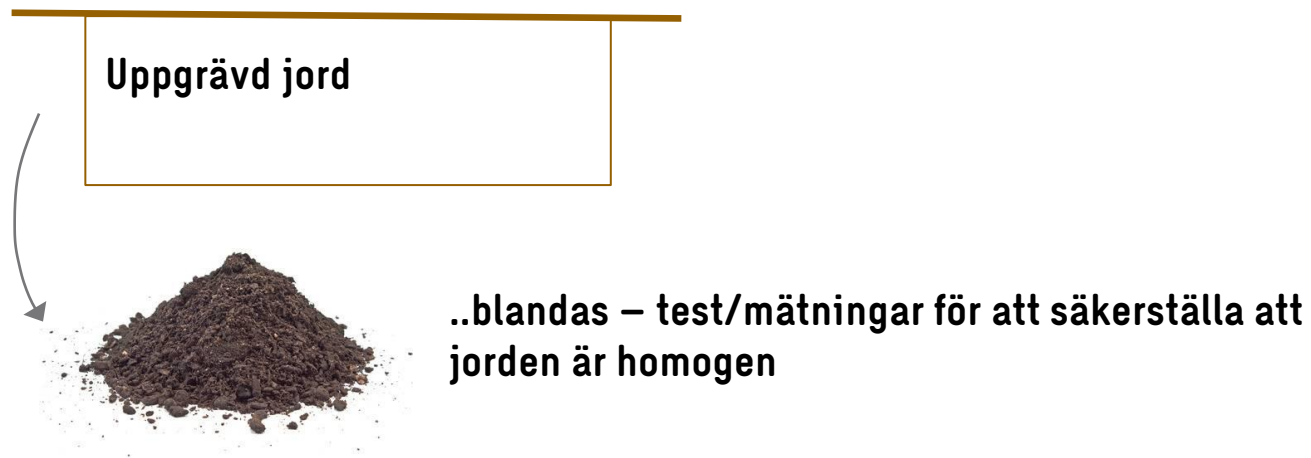 Uppgrävd jord
..blandas – test/mätningar för att säkerställa att
jorden är homogen